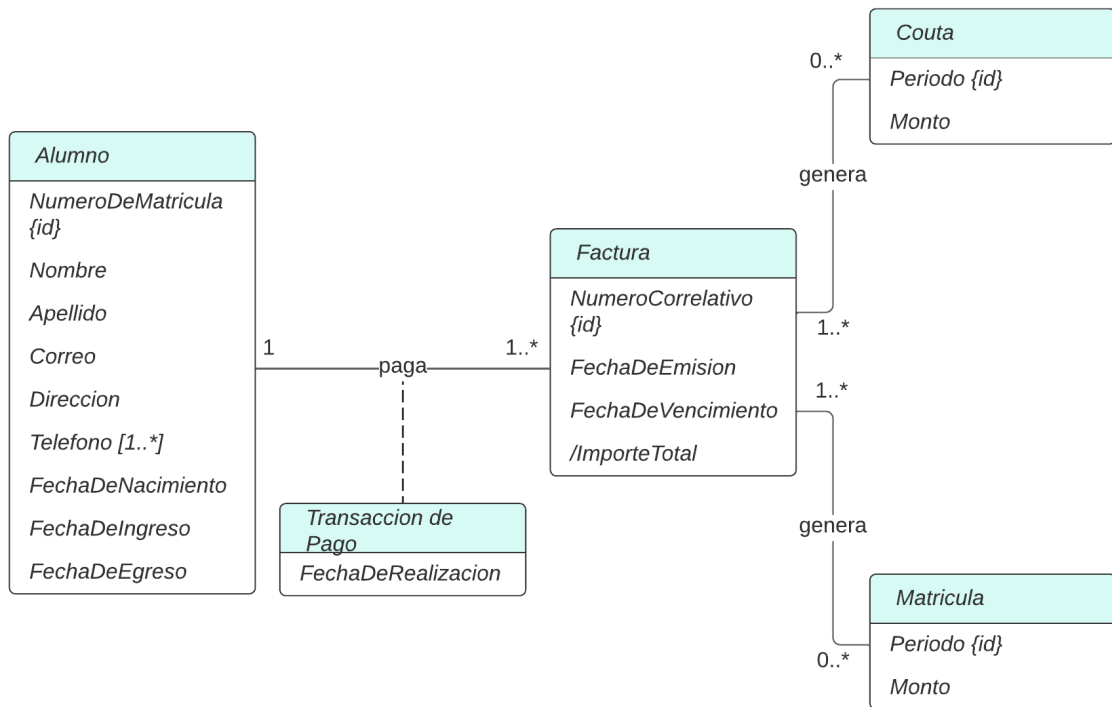 Alumno
NumeroDeMatricula
{id}
Nombre
Apellido
Correo
Direccion
Telefono [1..*]
FechaDeNacimiento
FechaDeIngreso
FechaDeEgreso
1
paga
1..*
Transaccion de
Pago
FechaDeRealizacion
Factura
NumeroCorrelativo
{id}
FechaDeEmision
FechaDeVencimiento
/ImporteTotal
1..*
genera
0..*
Couta
Periodo {id}
Monto
1..*
genera
0..*
Matricula
Periodo {id}
Monto